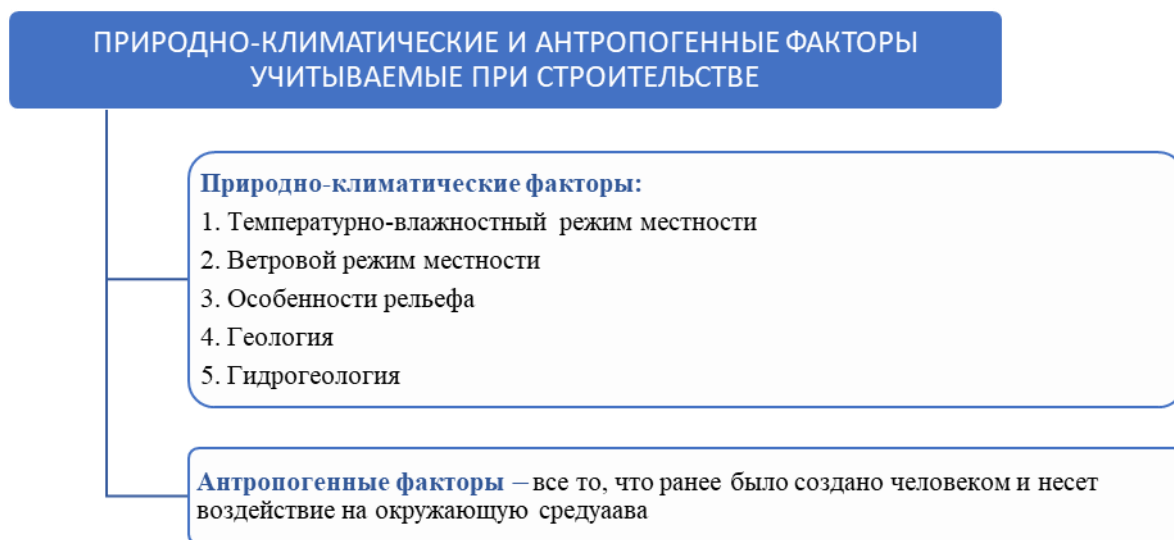 ПРИРОДНО-КЛИМАТИЧЕСКИЕ И АНТРОПОГЕННЫЕ ФАКТОРЫ
УЧИТЫВАЕМЫЕ ПРИ СТРОИТЕЛЬСТВЕ
Природно-климатические факторы:
1. Температурно-влажностный режим местности
2. Ветровой режим местности
3. Особенности рельефа
4. Геология
5. Гидрогеология
Антропогенные факторы – все то, что ранее было создано человеком и несет
воздействие на окружающую средуаава